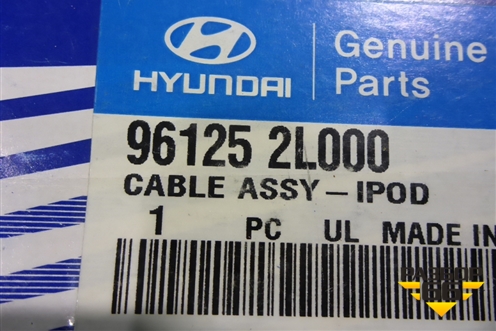 HYUNDAI
Genuine
Parts
96125 2L000
CABLE ASSY-IPOD
1 PC UL MADE IN